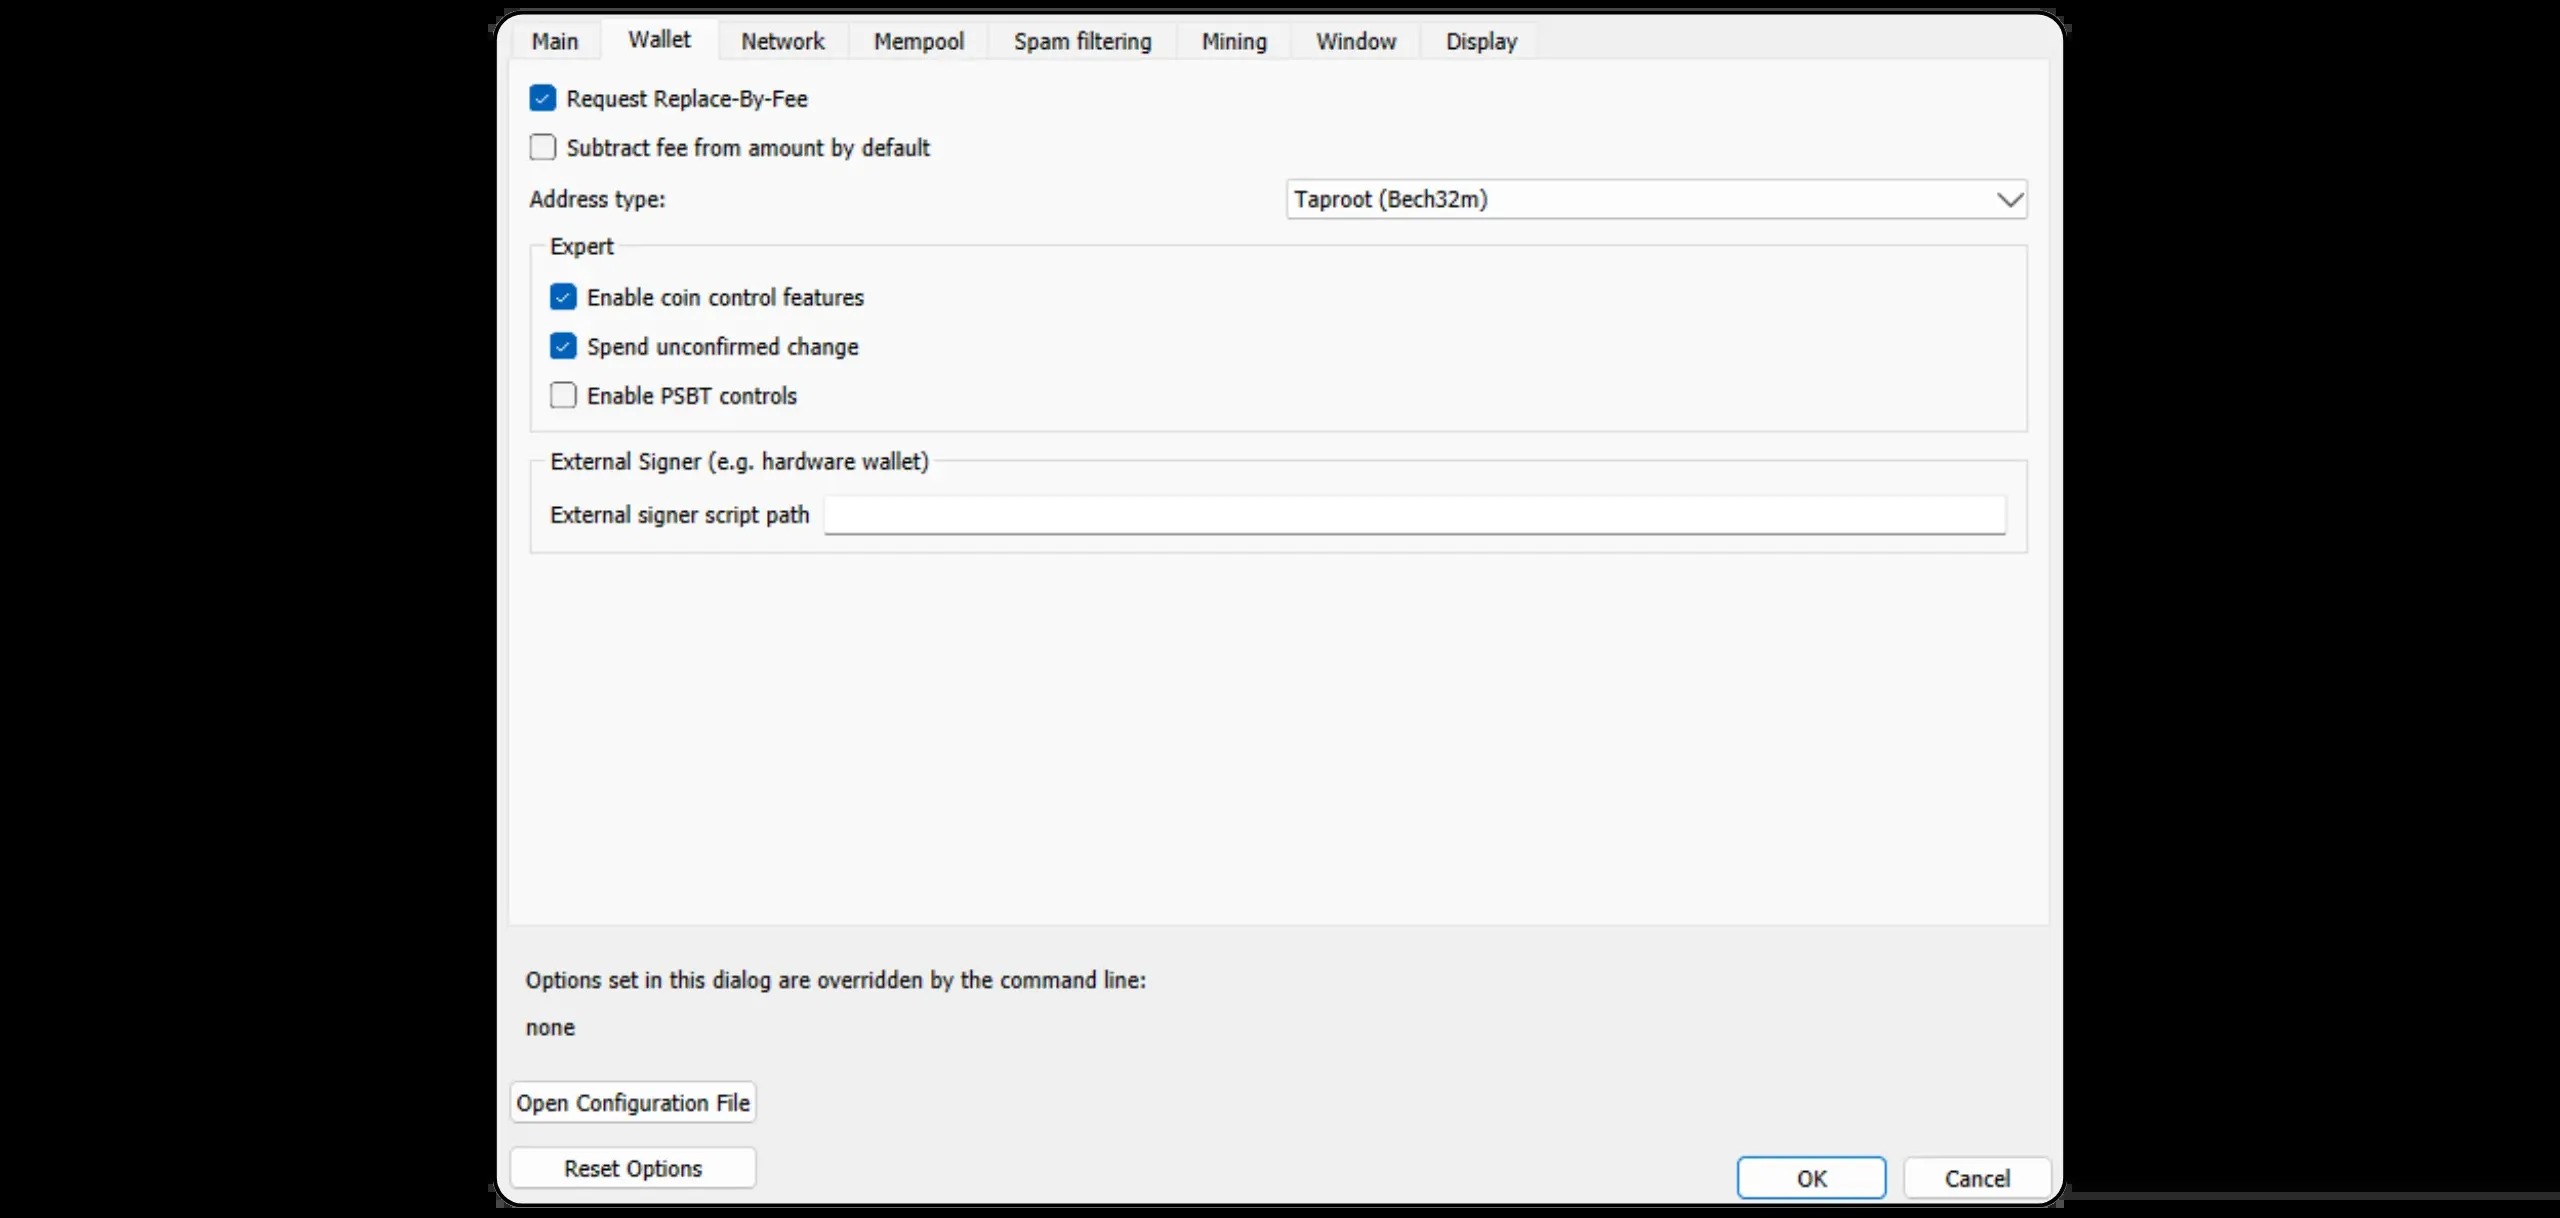 Main Wallet Network Mempool Spam filtering Mining Window Display
Request Replace-By-Fee
Subtract fee from amount by default
Address type: Taproot (Bech32m)
Expert
Enable coin control features
Spend unconfirmed change
Enable PSBT controls
External Signer (e.g. hardware wallet)
External signer script path
Options set in this dialog are overridden by the command line:
none
Open Configuration File
Reset Options
OK Cancel